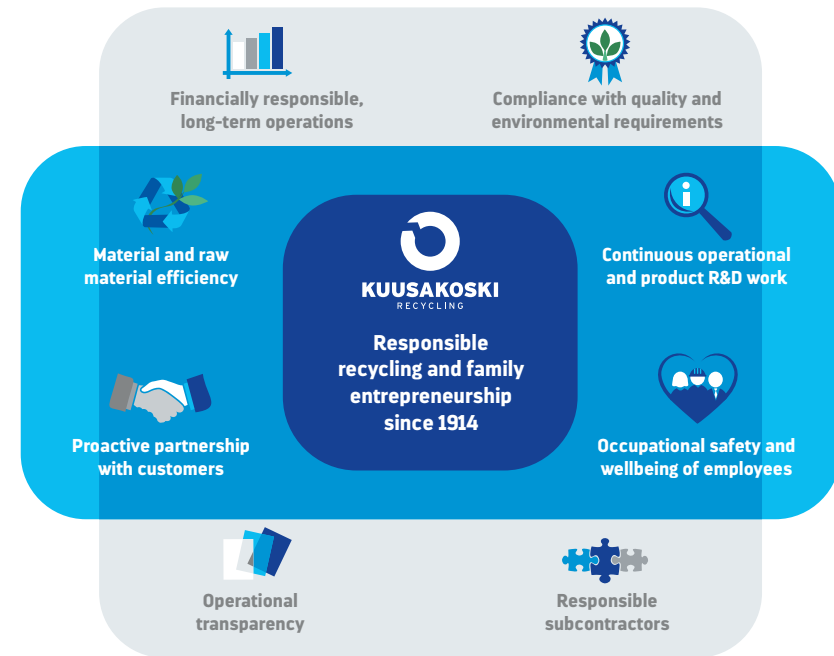 Financially responsible,
long-term operations
Compliance with quality and
environmental requirements
Material and raw
material efficiency
Continuous operational
and product R&D work
KUUSAKOSKI
RECYCLING
Responsible
recycling and family
entrepreneurship
since 1914
Proactive partnership
with customers
Occupational safety and
wellbeing of employees
Operational
transparency
Responsible
subcontractors